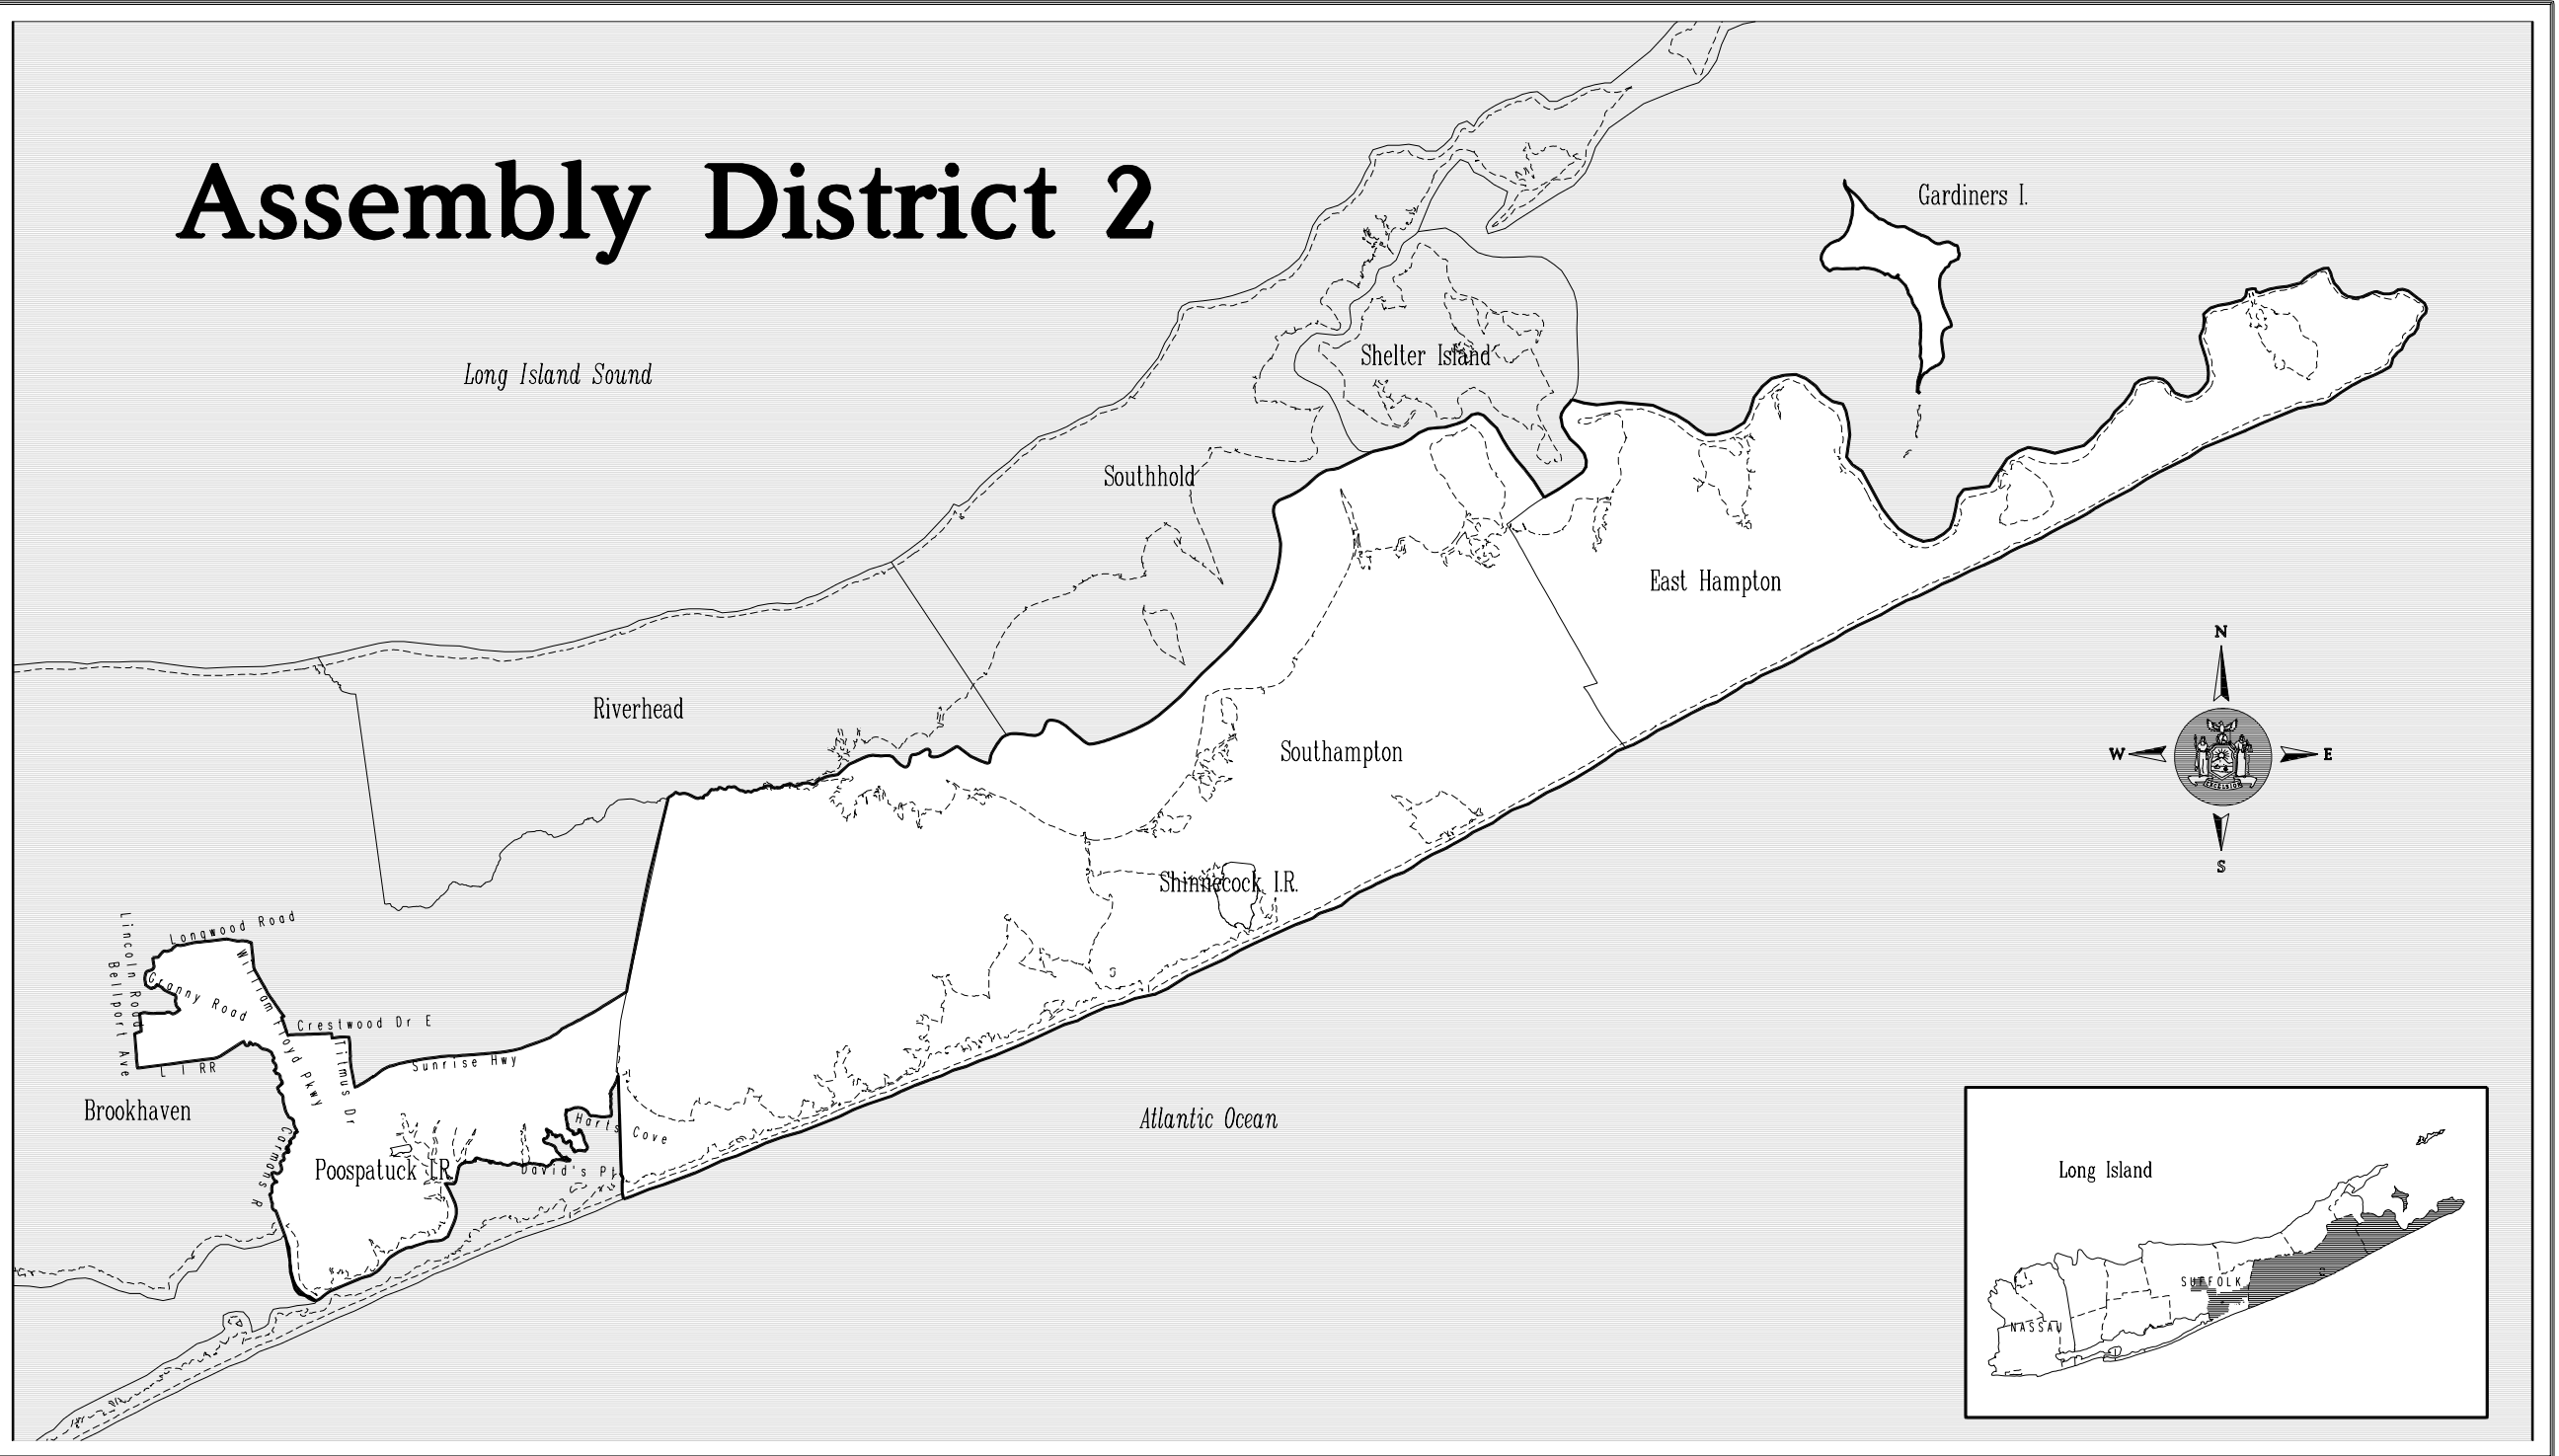 Assembly District 2
Gardiners I.
Long Island Sound
Shelter Island
Southhold
East Hampton
Riverhead
Southampton
N
W
E
S
EXCELSIOR
Shinnecock I.R.
Longwood Road
Lincoln Road
Bellport Ave
Granny Road
William Floyd Pkwy
Crestwood Dr E
Titmus Dr
Sunrise Hwy
L I RR
Brookhaven
Carmans R
Poospatuck I.R.
Harts Cove
David's Pt
Atlantic Ocean
Long Island
SUFFOLK
NASSAU